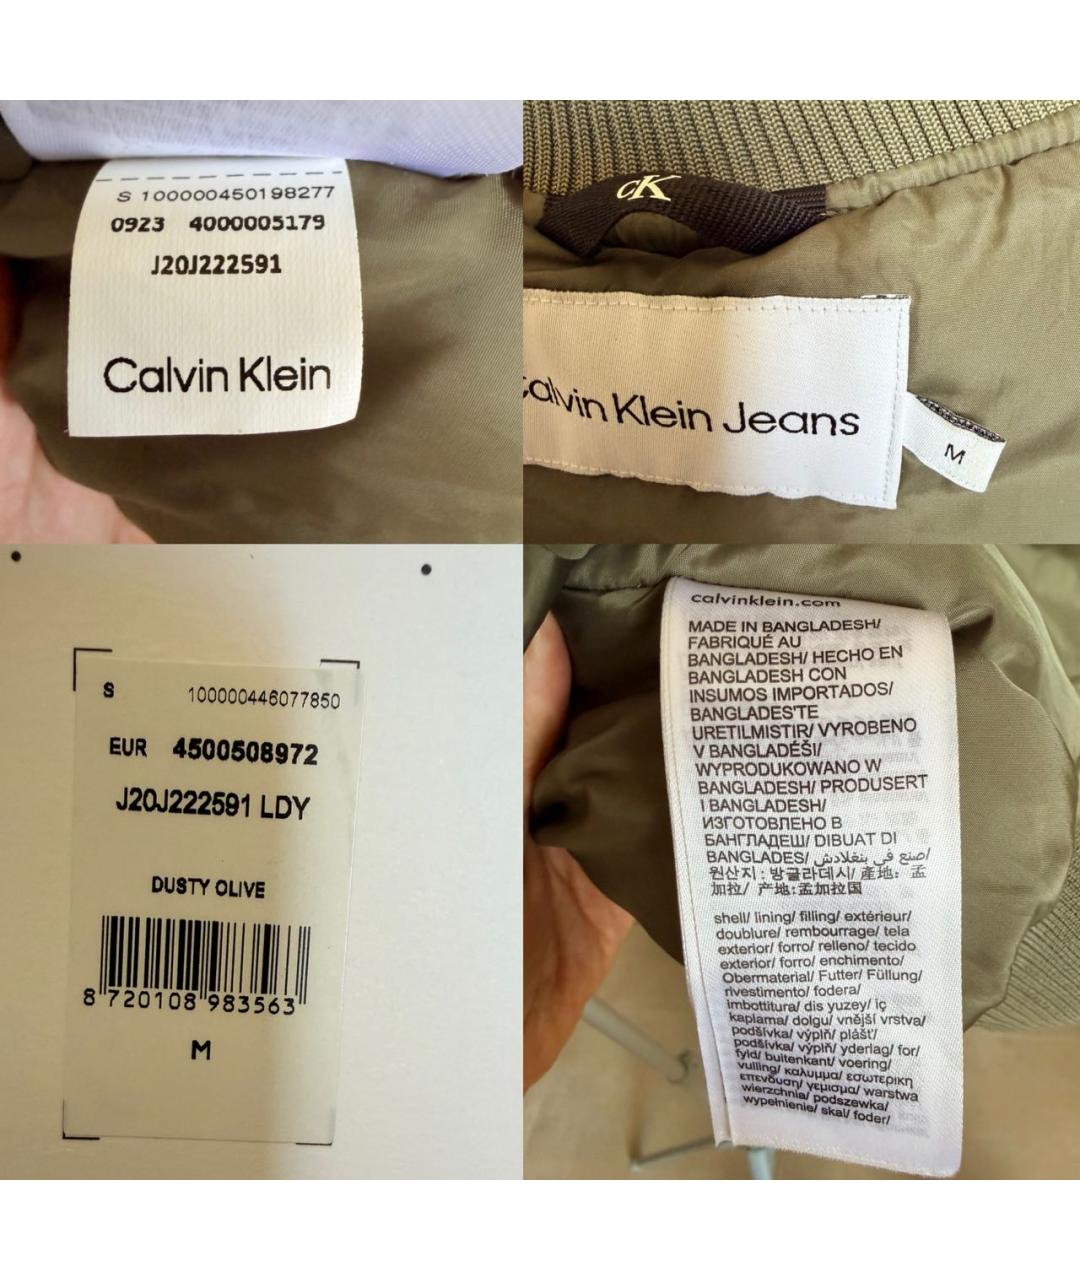 S 100000450198277
0923 4000005179
J20J222591
Calvin Klein
cK
Calvin Klein Jeans
M
S 100000446077850
EUR 4500508972
J20J222591 LDY
DUSTY OLIVE
8 720108 983563
M
calvinklein.com
MADE IN BANGLADESH/
FABRIQUÉ AU
BANGLADESH/ HECHO EN
BANGLADESH CON
INSUMOS IMPORTADOS/
BANGLADEŞ'TE
URETILMISTIR/ VYROBENO
V BANGLADÉŠI/
WYPRODUKOWANO W
BANGLADESH/ PRODUSERT
I BANGLADESH/
ИЗГОТОВЛЕНО В
БАНГЛАДЕШ/ DIBUAT DI
BANGLADES/ صنع في بنغلادش/
원산지 : 방글라데시/ 產地: 孟
加拉/ 产地:孟加拉国
shell/ lining/ filling/ extérieur/
doublure/ rembourrage/ tela
exterior/ forro/ relleno/ tecido
exterior/ forro/ enchimento/
Obermaterial/ Futter/ Füllung/
rivestimento/ fodera/
imbottitura/ dis yuzey/ iç
kaplama/ dolgu/ vnější vrstva/
podšívka/ výplň/ plášť/
podšívka/ výplň/ yderlag/ for/
fyld/ buitenkant/ voering/
vulling/ κάλυμμα/ εσωτερική
επένδυση/ γέμισμα/ warstwa
wierzchnia/ podszewka/
wypełnienie/ skal/ foder/